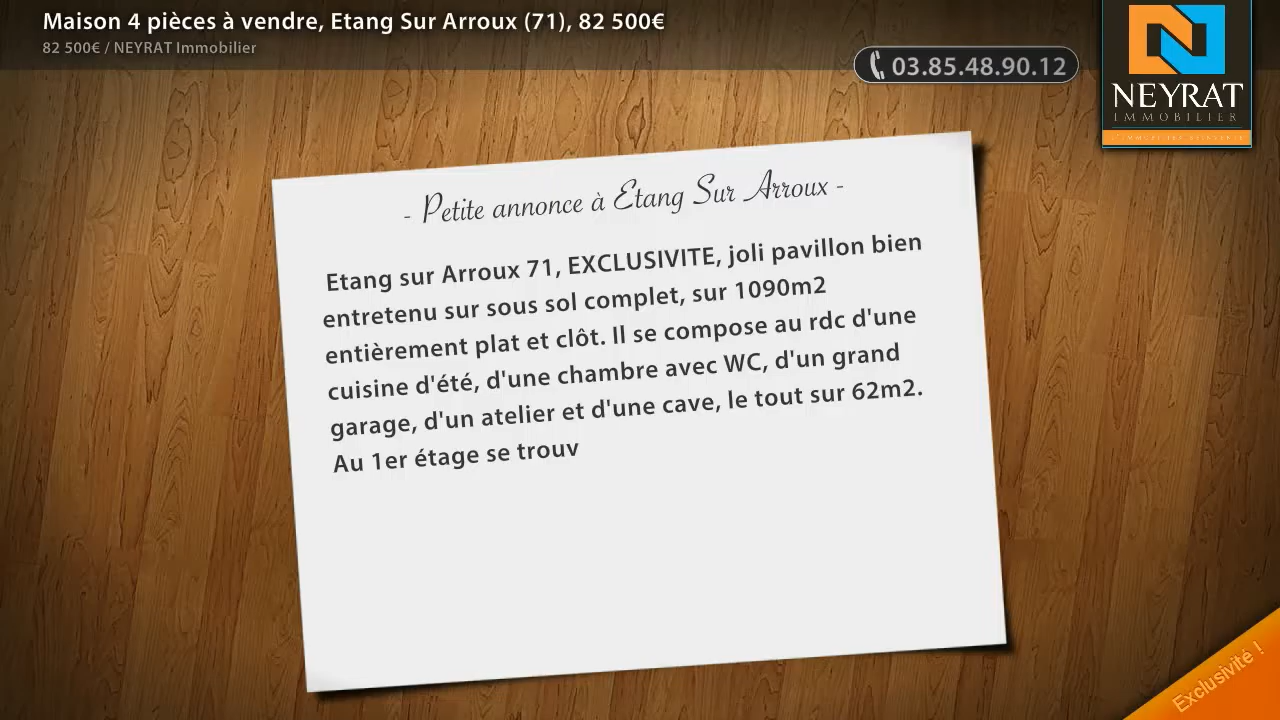 Maison 4 pièces à vendre, Etang Sur Arroux (71), 82 500€
82 500€ / NEYRAT Immobilier
03.85.48.90.12
NEYRAT
IMMOBILIER
- Petite annonce à Etang Sur Arroux -
Etang sur Arroux 71, EXCLUSIVITE, joli pavillon bien
entretenu sur sous sol complet, sur 1090m2
entièrement plat et clôt. Il se compose au rdc d'une
cuisine d'été, d'une chambre avec WC, d'un grand
garage, d'un atelier et d'une cave, le tout sur 62m2.
Au 1er étage se trouv
Exclusivité !